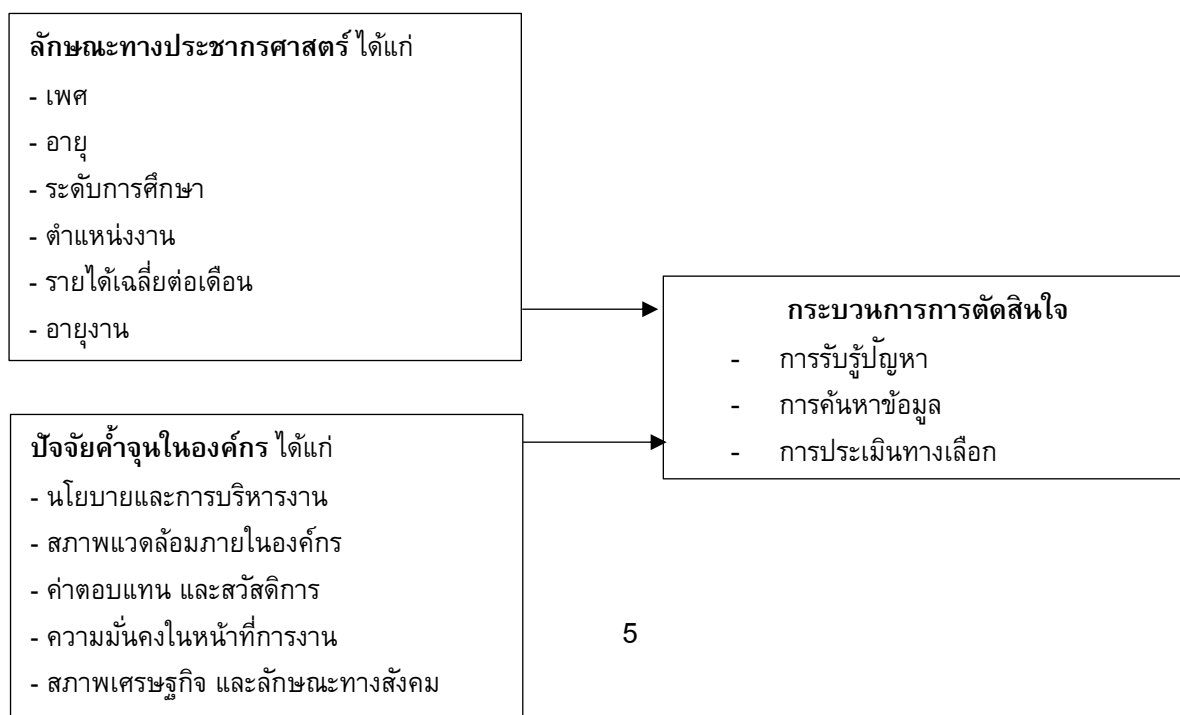 ลักษณะทางประชากรศาสตร์ ได้แก่
- เพศ
- อายุ
- ระดับการศึกษา
- ตำแหน่งงาน
- รายได้เฉลี่ยต่อเดือน
- อายุงาน
กระบวนการการตัดสินใจ
- การรับรู้ปัญหา
- การค้นหาข้อมูล
- การประเมินทางเลือก
ปัจจัยค้ำจุนในองค์กร ได้แก่
- นโยบายและการบริหารงาน
- สภาพแวดล้อมภายในองค์กร
- ค่าตอบแทน และสวัสดิการ
- ความมั่นคงในหน้าที่การงาน
- สภาพเศรษฐกิจ และลักษณะทางสังคม
5